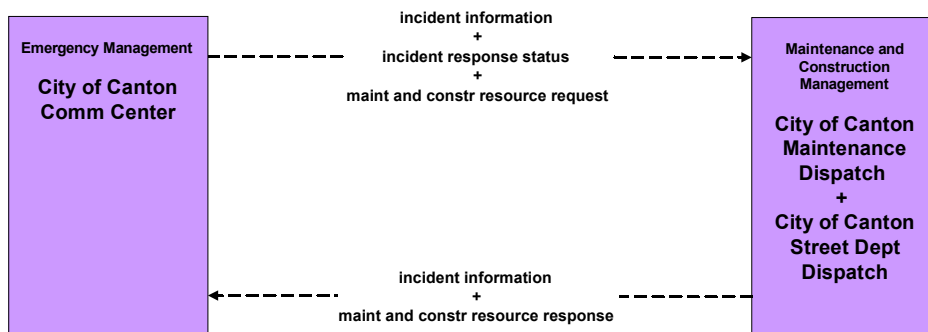 Emergency Management
City of Canton
Comm Center
incident information
+
incident response status
+
maint and constr resource request
Maintenance and
Construction
Management
City of Canton
Maintenance
Dispatch
+
City of Canton
Street Dept
Dispatch
incident information
+
maint and constr resource response